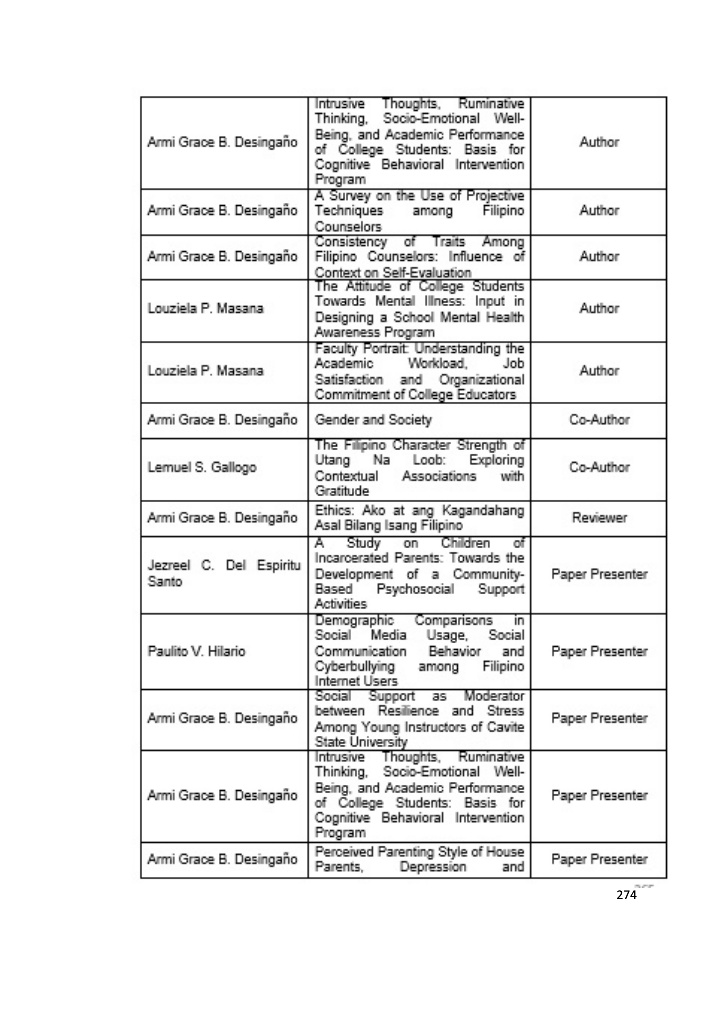 Armi Grace B. Desingaño
Intrusive Thoughts, Ruminative
Thinking, Socio-Emotional Well-
Being, and Academic Performance
of College Students: Basis for
Cognitive Behavioral Intervention
Program
Author
Armi Grace B. Desingaño
A Survey on the Use of Projective
Techniques among Filipino
Counselors
Author
Armi Grace B. Desingaño
Consistency of Traits Among
Filipino Counselors: Influence of
Context on Self-Evaluation
Author
Louziela P. Masana
The Attitude of College Students
Towards Mental Illness: Input in
Designing a School Mental Health
Awareness Program
Author
Louziela P. Masana
Faculty Portrait: Understanding the
Academic Workload, Job
Satisfaction and Organizational
Commitment of College Educators
Author
Armi Grace B. Desingaño
Gender and Society
Co-Author
Lemuel S. Gallogo
The Filipino Character Strength of
Utang Na Loob: Exploring
Contextual Associations with
Gratitude
Co-Author
Armi Grace B. Desingaño
Ethics: Ako at ang Kagandahang
Asal Bilang Isang Filipino
Reviewer
Jezreel C. Del Espiritu
Santo
A Study on Children of
Incarcerated Parents: Towards the
Development of a Community-
Based Psychosocial Support
Activities
Paper Presenter
Paulito V. Hilario
Demographic Comparisons in
Social Media Usage, Social
Communication Behavior and
Cyberbullying among Filipino
Internet Users
Paper Presenter
Armi Grace B. Desingaño
Social Support as Moderator
between Resilience and Stress
Among Young Instructors of Cavite
State University
Paper Presenter
Armi Grace B. Desingaño
Intrusive Thoughts, Ruminative
Thinking, Socio-Emotional Well-
Being, and Academic Performance
of College Students: Basis for
Cognitive Behavioral Intervention
Program
Paper Presenter
Armi Grace B. Desingaño
Perceived Parenting Style of House
Parents, Depression and
Paper Presenter
274